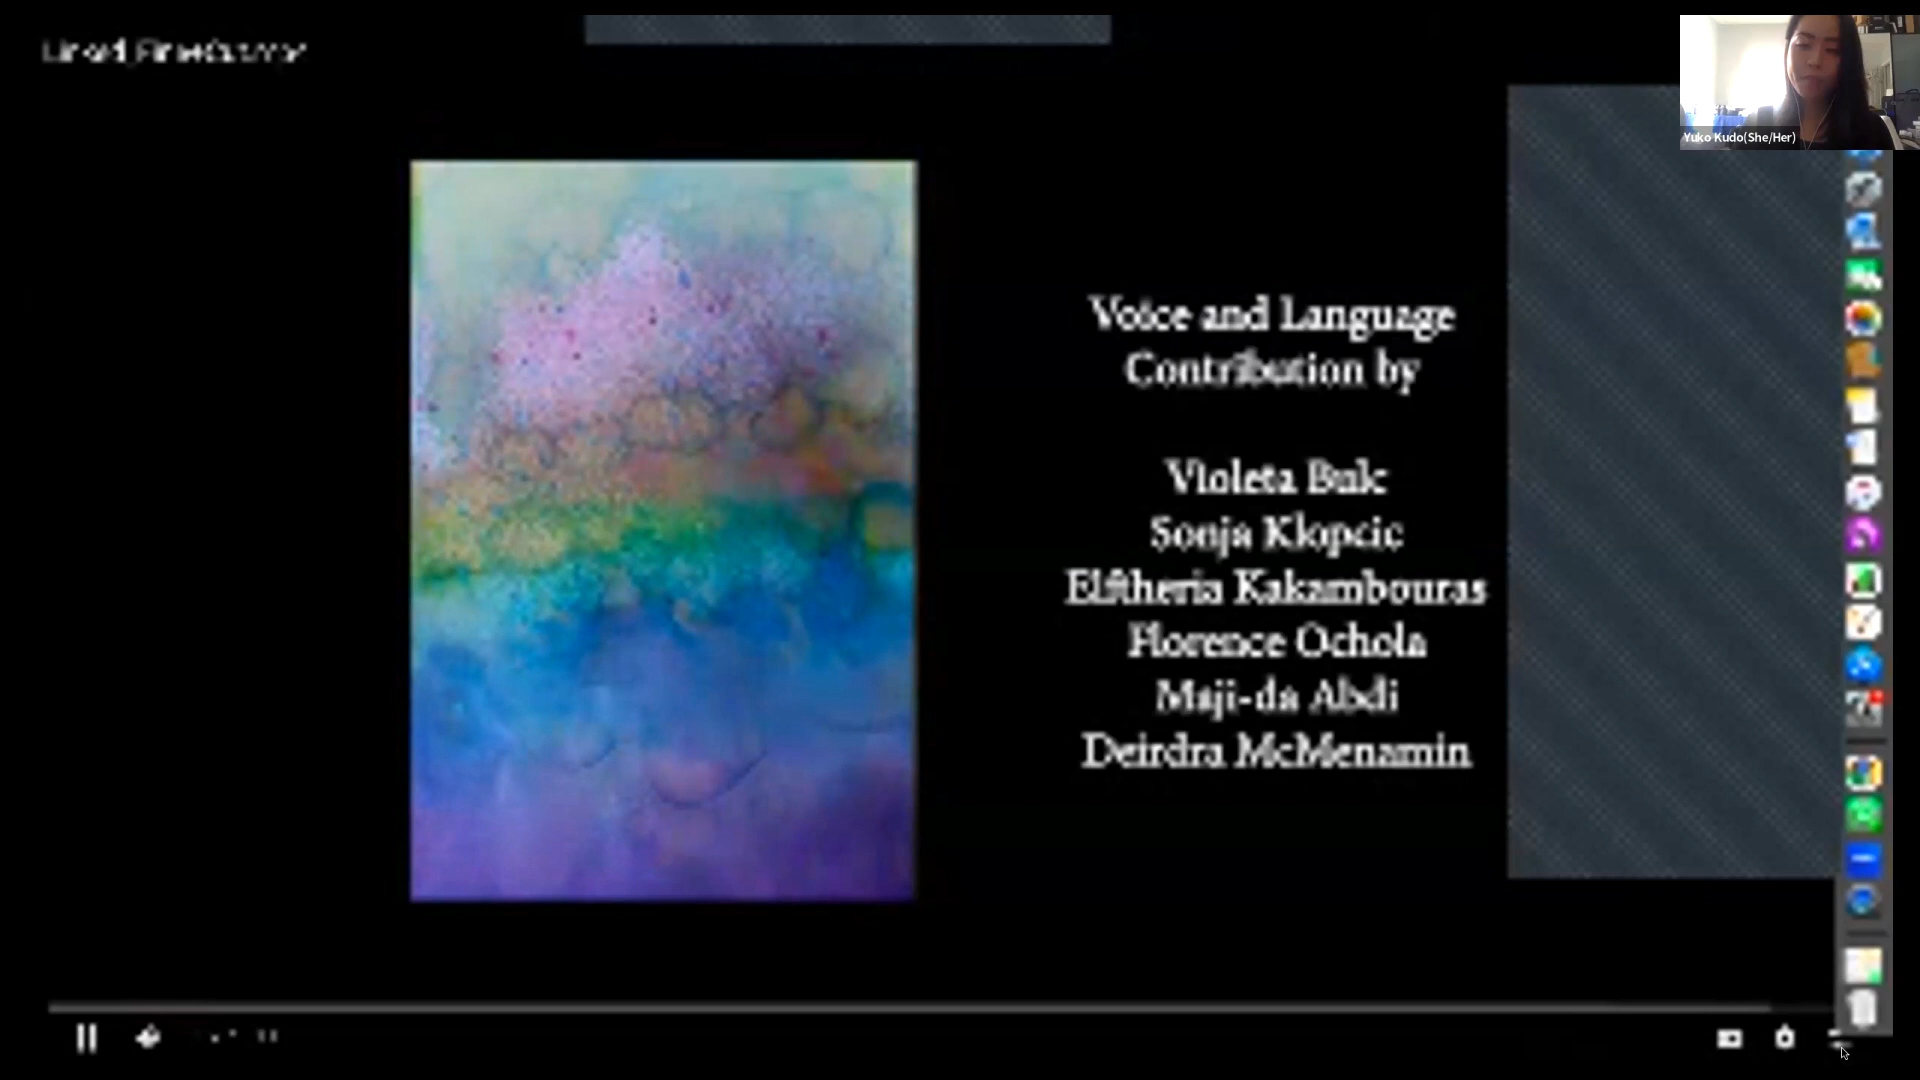 Yuko Kudo(She/Her)
Voice and Language
Contribution by
Violeta Bulc
Sonja Klopcic
Elftheria Kakambouras
Florence Ochola
Maji-da Abdi
Deirdra McMenamin